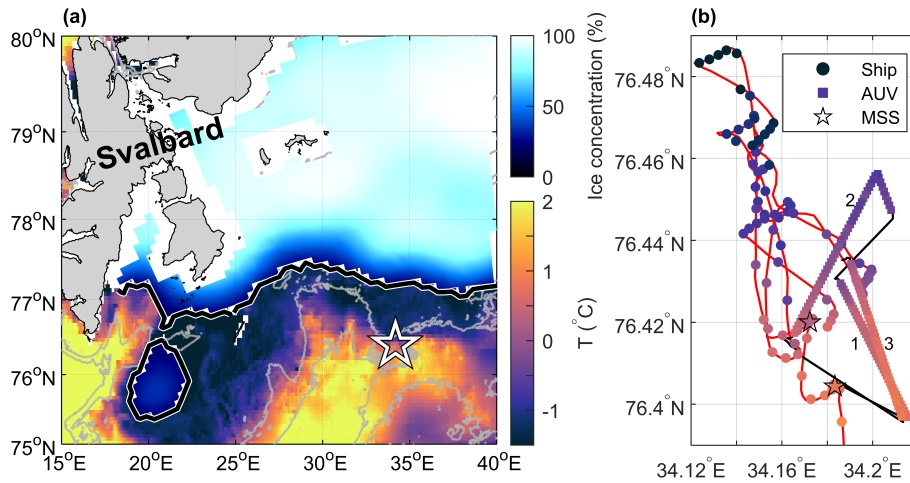 (a)
(b)
80°N
79°N
78°N
77°N
76°N
75°N
15°E
20°E
25°E
30°E
35°E
40°E
Svalbard
100
50
0
Ice concentration (%)
2
1
0
-1
T (°C)
76.48°N
76.46°N
76.44°N
76.42°N
76.4°N
34.12°E
34.16°E
34.2°E
Ship
AUV
MSS
2
1
3